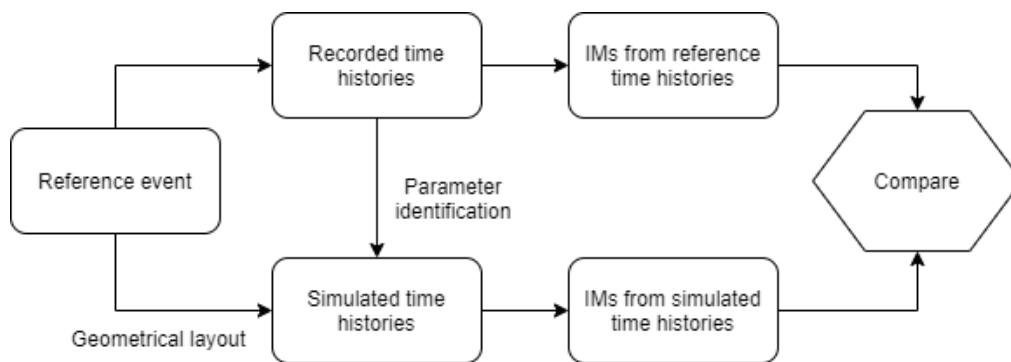 Recorded time
histories
IMs from reference
time histories
Reference event
Parameter
identification
Compare
Simulated time
histories
IMs from simulated
time histories
Geometrical layout